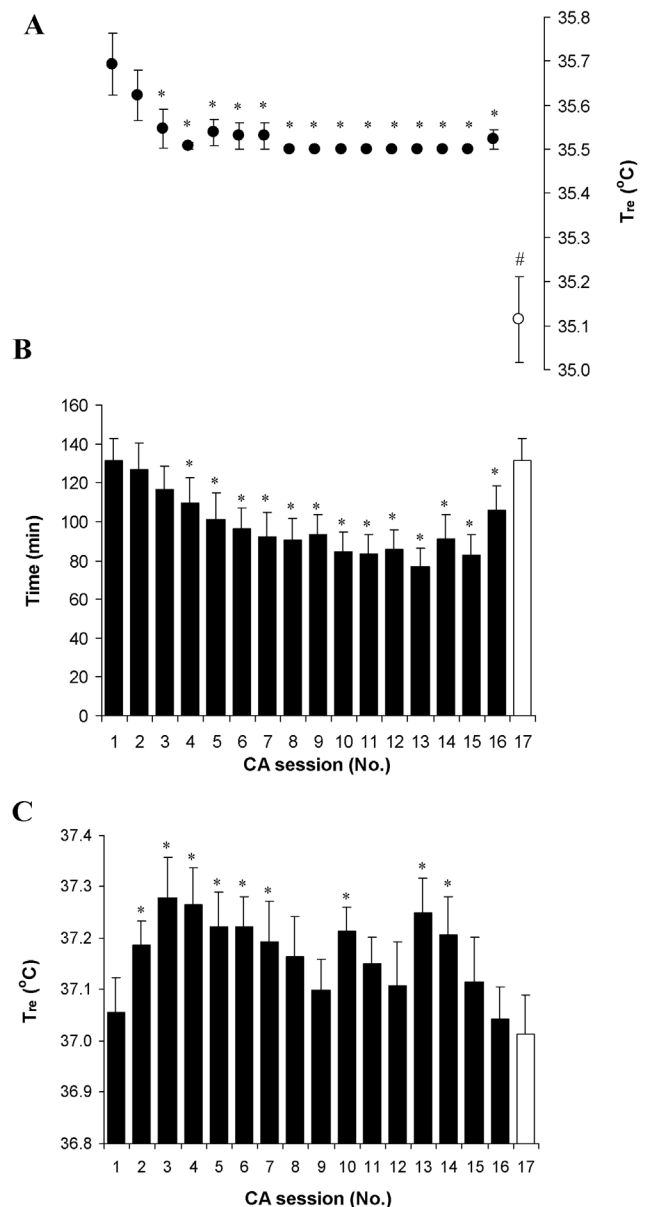 A
35.8
35.7
35.6
35.5
35.4
35.3
35.2
35.1
35.0
Tre (°C)
* * * * * * * * * * * * * *
#
B
160
140
120
100
80
60
40
20
0
Time (min)
* * * * * * * * * * * * *
1 2 3 4 5 6 7 8 9 10 11 12 13 14 15 16 17
CA session (No.)
C
37.4
37.3
37.2
37.1
37.0
36.9
36.8
Tre (°C)
* * * * * * * * *
1 2 3 4 5 6 7 8 9 10 11 12 13 14 15 16 17
CA session (No.)